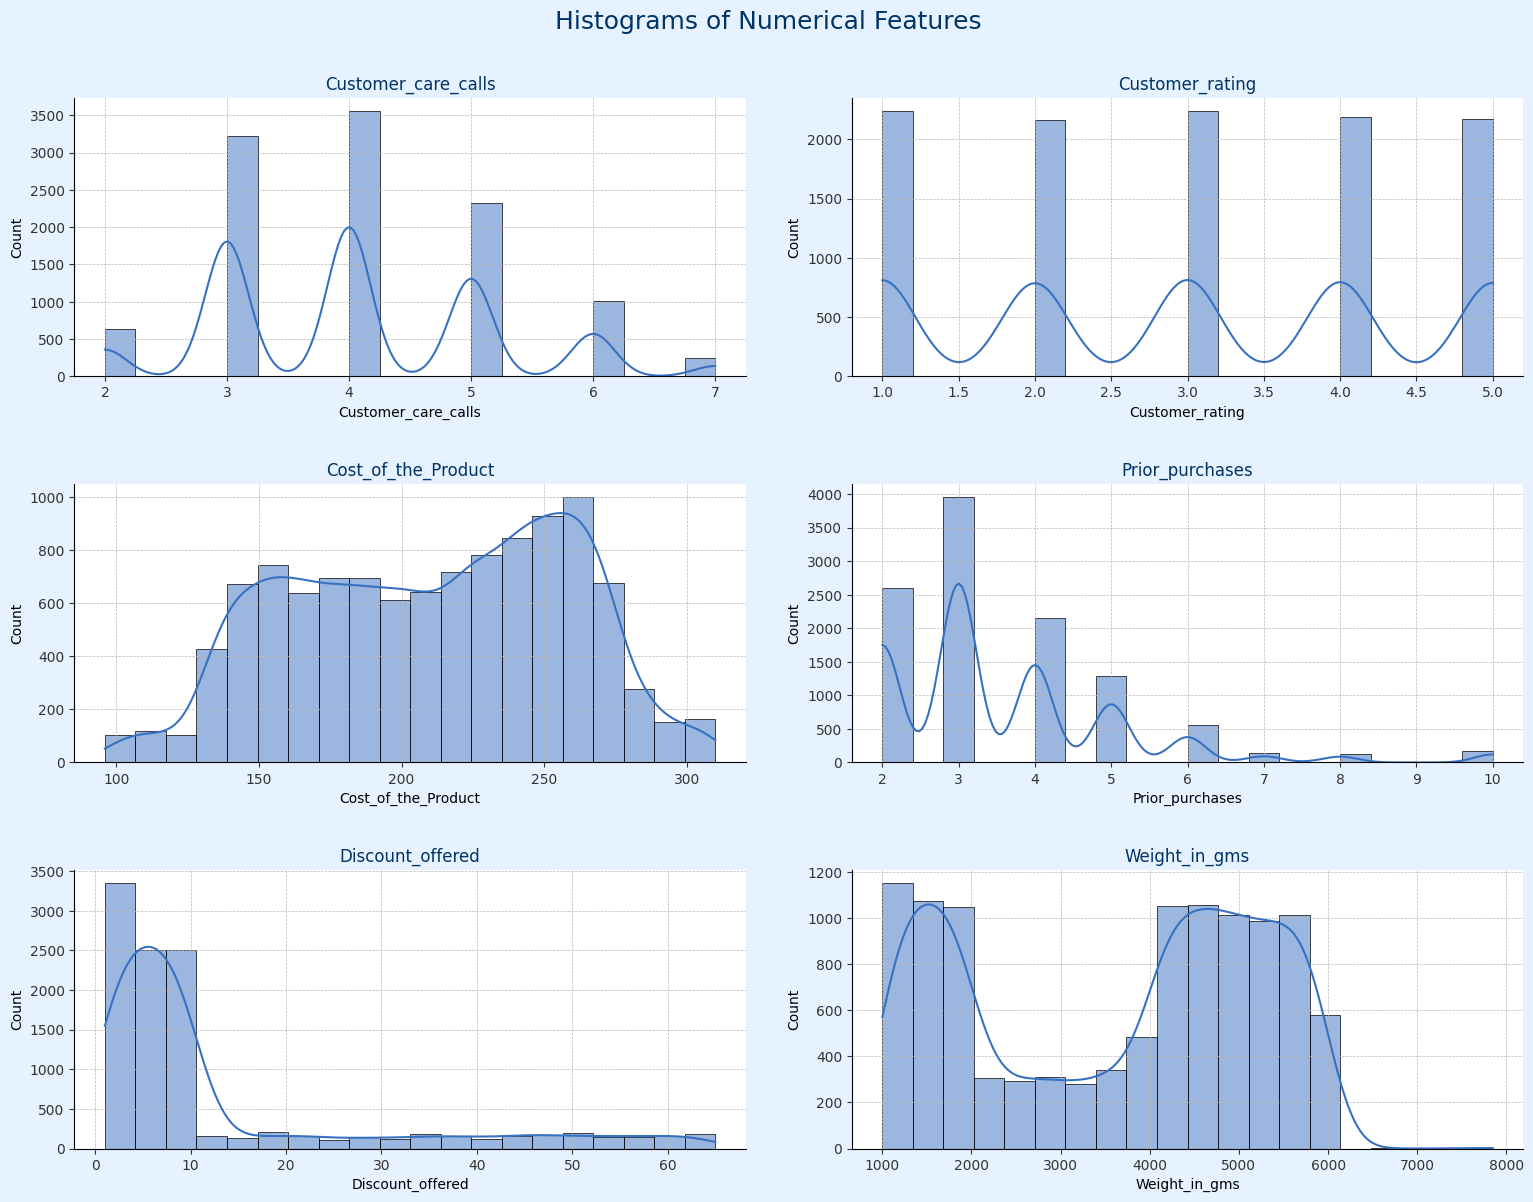 Histograms of Numerical Features
Customer_care_calls
Count
3500
3000
2500
2000
1500
1000
500
0
2 3 4 5 6 7
Customer_care_calls
Customer_rating
Count
2000
1500
1000
500
0
1.0 1.5 2.0 2.5 3.0 3.5 4.0 4.5 5.0
Customer_rating
Cost_of_the_Product
Count
1000
800
600
400
200
0
100 150 200 250 300
Cost_of_the_Product
Prior_purchases
Count
4000
3500
3000
2500
2000
1500
1000
500
0
2 3 4 5 6 7 8 9 10
Prior_purchases
Discount_offered
Count
3500
3000
2500
2000
1500
1000
500
0
0 10 20 30 40 50 60
Discount_offered
Weight_in_gms
Count
1200
1000
800
600
400
200
0
1000 2000 3000 4000 5000 6000 7000 8000
Weight_in_gms